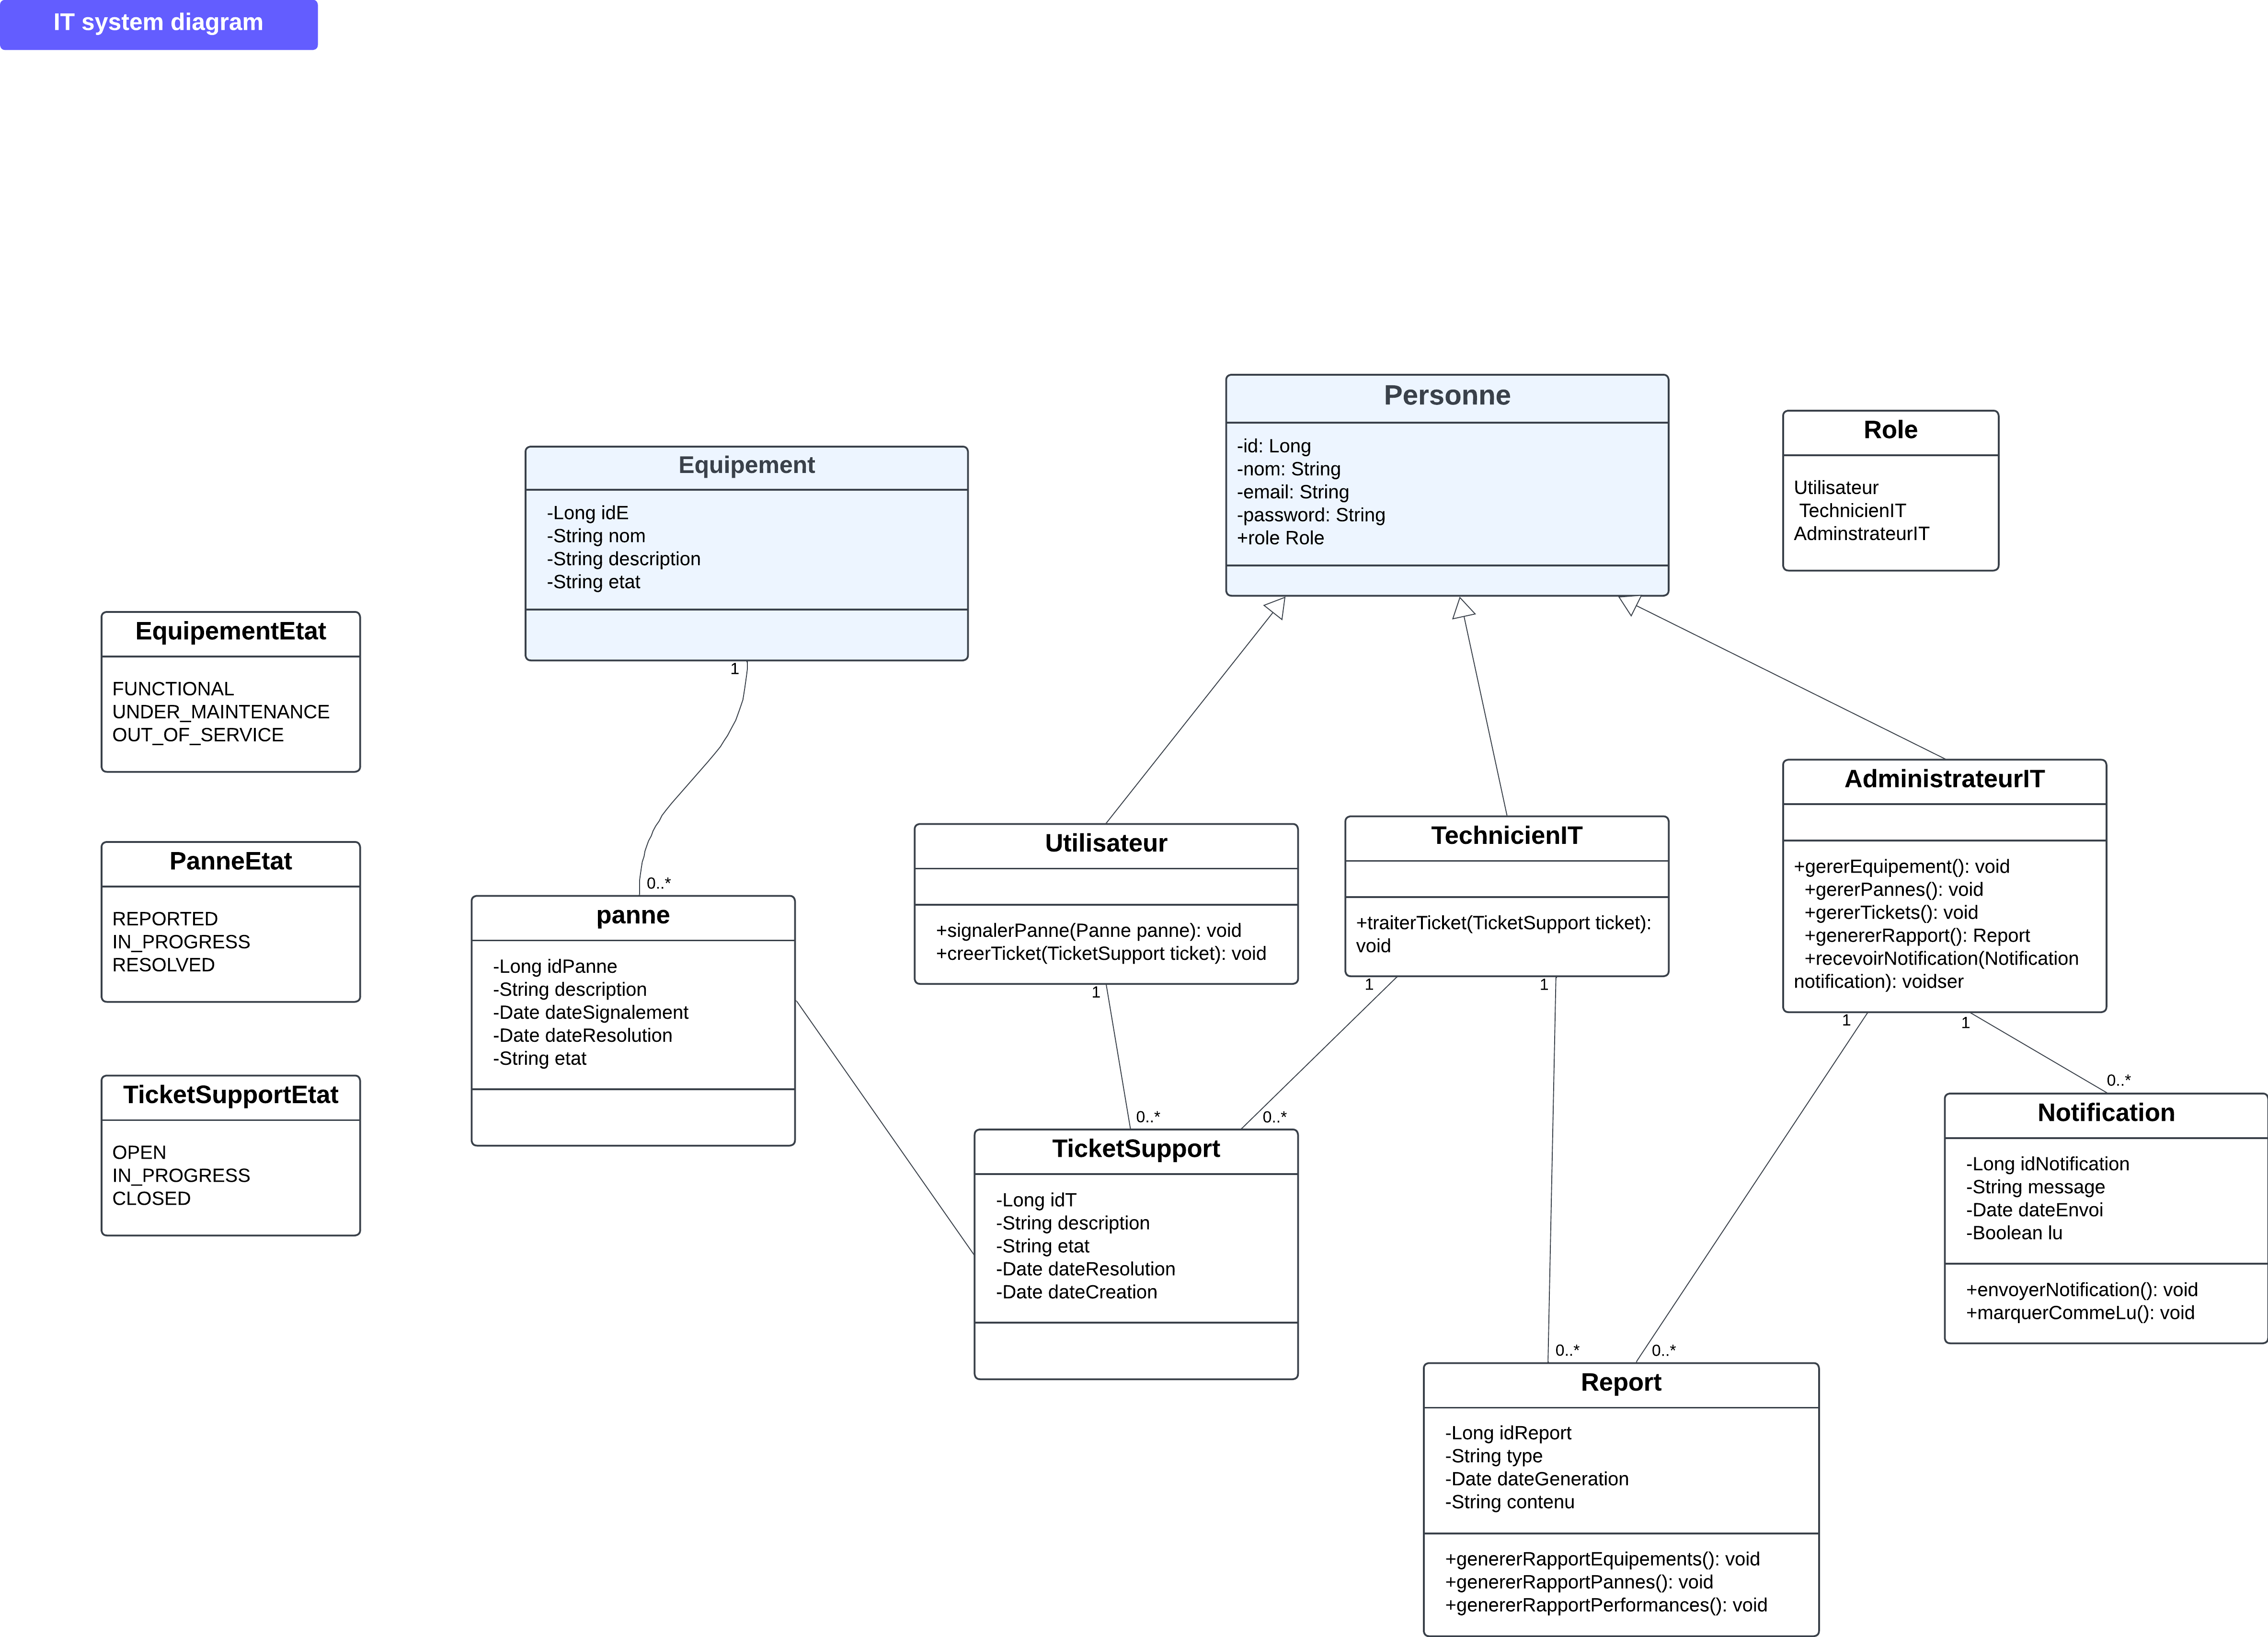 IT system diagram
Personne
-id: Long
-nom: String
-email: String
-password: String
+role Role
Role
Utilisateur
TechnicienIT
AdminstrateurIT
Equipement
-Long idE
-String nom
-String description
-String etat
1
EquipementEtat
FUNCTIONAL
UNDER_MAINTENANCE
OUT_OF_SERVICE
PanneEtat
REPORTED
IN_PROGRESS
RESOLVED
TicketSupportEtat
OPEN
IN_PROGRESS
CLOSED
0..*
panne
-Long idPanne
-String description
-Date dateSignalement
-Date dateResolution
-String etat
Utilisateur
+signalerPanne(Panne panne): void
+creerTicket(TicketSupport ticket): void
1
TechnicienIT
+traiterTicket(TicketSupport ticket):
void
1
1
AdministrateurIT
+gererEquipement(): void
+gererPannes(): void
+gererTickets(): void
+genererRapport(): Report
+recevoirNotification(Notification
notification): voidser
1
1
0..*
0..*
TicketSupport
-Long idT
-String description
-String etat
-Date dateResolution
-Date dateCreation
0..*
Notification
-Long idNotification
-String message
-Date dateEnvoi
-Boolean lu
+envoyerNotification(): void
+marquerCommeLu(): void
0..*
0..*
Report
-Long idReport
-String type
-Date dateGeneration
-String contenu
+genererRapportEquipements(): void
+genererRapportPannes(): void
+genererRapportPerformances(): void